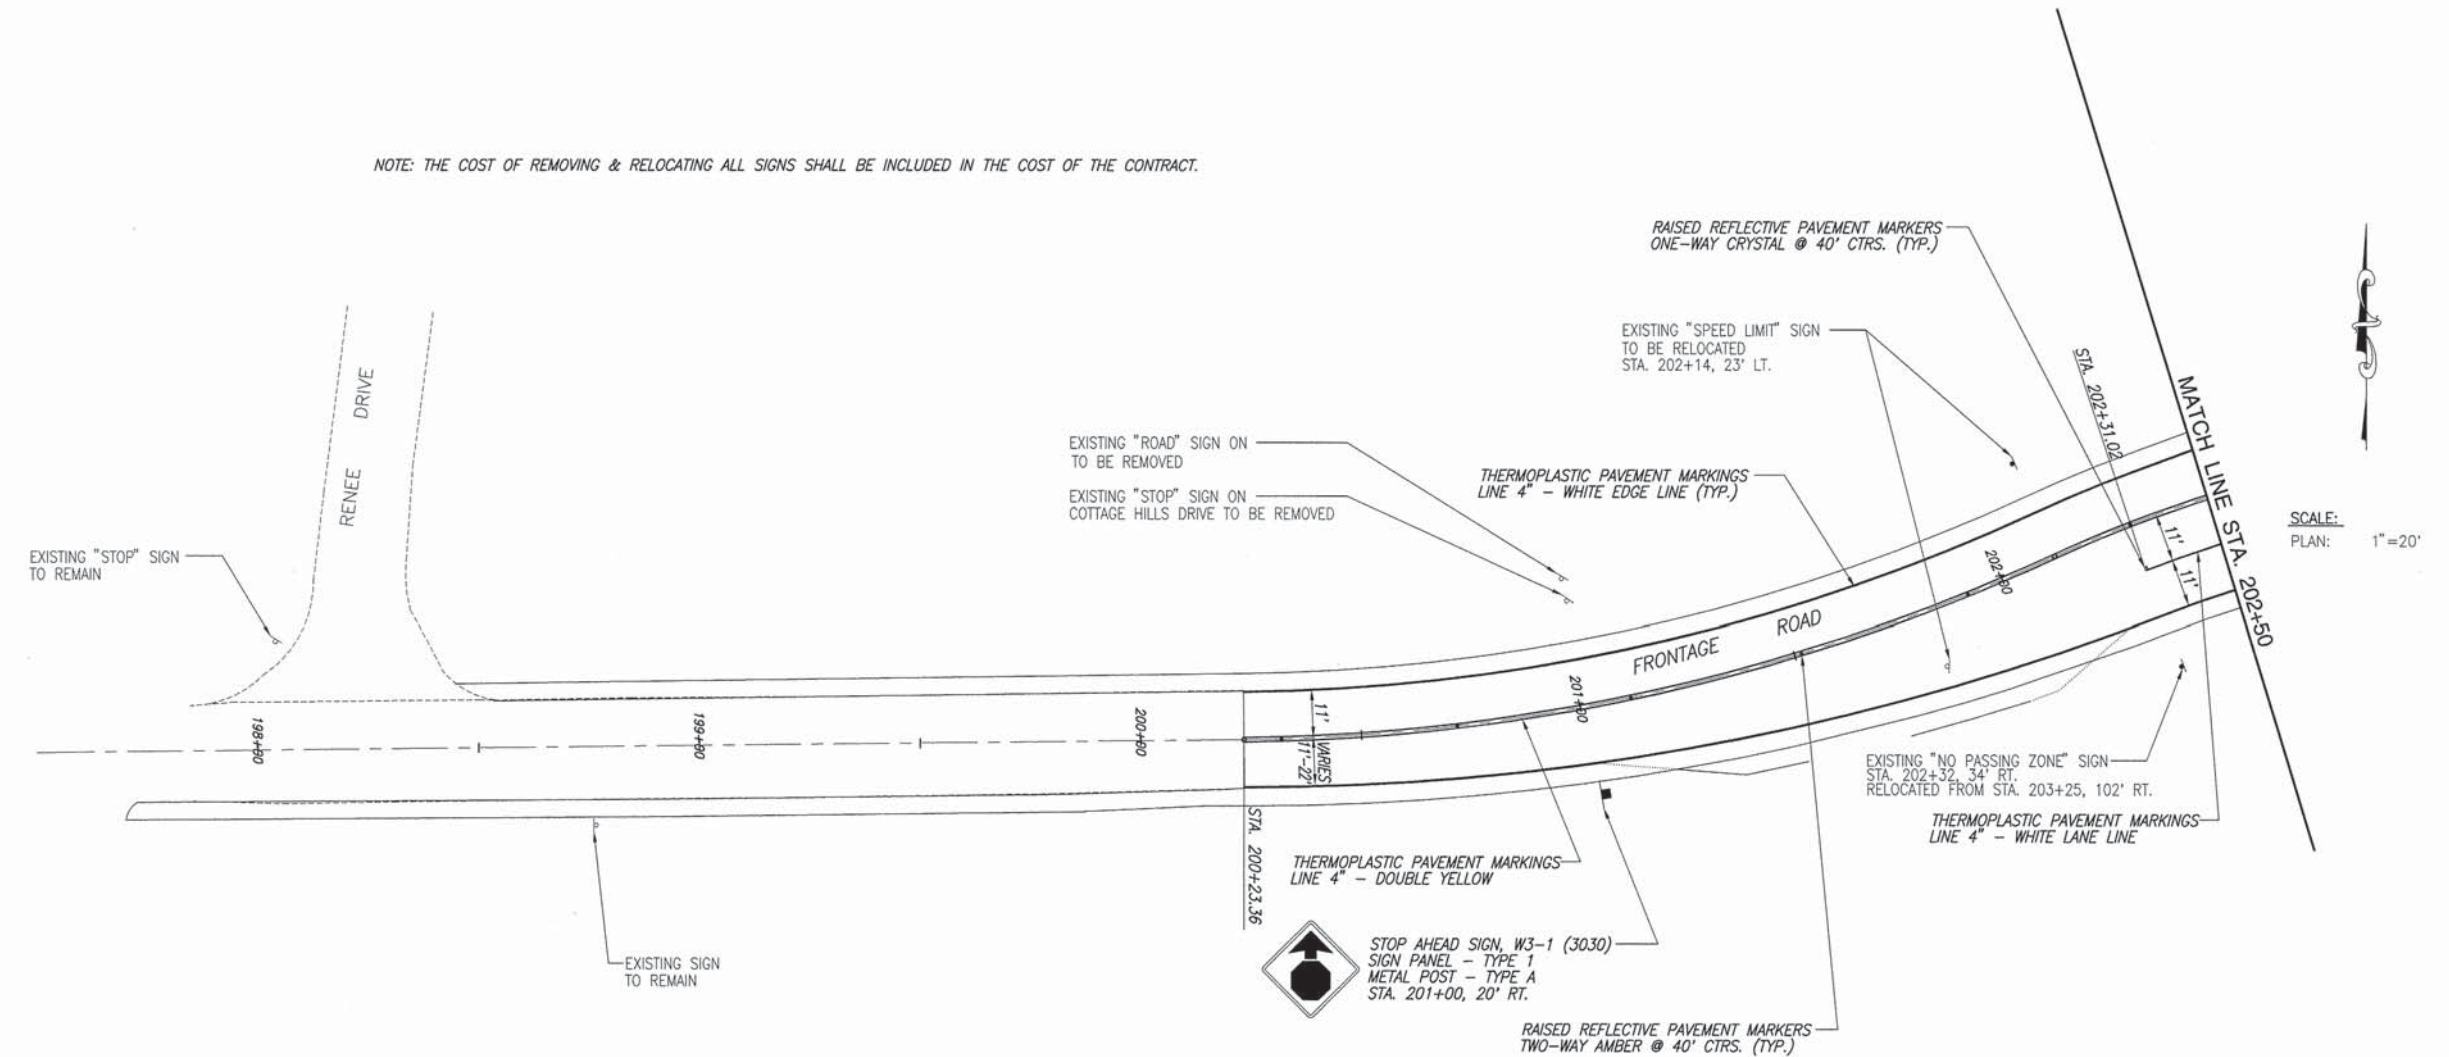 NOTE: THE COST OF REMOVING & RELOCATING ALL SIGNS SHALL BE INCLUDED IN THE COST OF THE CONTRACT.
RAISED REFLECTIVE PAVEMENT MARKERS
ONE-WAY CRYSTAL @ 40' CTRS. (TYP.)
EXISTING "SPEED LIMIT" SIGN
TO BE RELOCATED
STA. 202+14, 23' LT.
STA. 202+31.02
MATCH LINE STA. 202+50
RENEE DRIVE
EXISTING "ROAD" SIGN ON
TO BE REMOVED
EXISTING "STOP" SIGN ON
COTTAGE HILLS DRIVE TO BE REMOVED
THERMOPLASTIC PAVEMENT MARKINGS
LINE 4" - WHITE EDGE LINE (TYP.)
SCALE:
PLAN: 1"=20'
EXISTING "STOP" SIGN
TO REMAIN
11'
11'
202+00
FRONTAGE ROAD
201+00
198+00
199+00
200+00
11'
VARIES
11'-22'
EXISTING "NO PASSING ZONE" SIGN
STA. 202+32, 34' RT.
RELOCATED FROM STA. 203+25, 102' RT.
THERMOPLASTIC PAVEMENT MARKINGS
LINE 4" - WHITE LANE LINE
STA. 200+23.36
THERMOPLASTIC PAVEMENT MARKINGS
LINE 4" - DOUBLE YELLOW
EXISTING SIGN
TO REMAIN
STOP AHEAD SIGN, W3-1 (3030)
SIGN PANEL - TYPE 1
METAL POST - TYPE A
STA. 201+00, 20' RT.
RAISED REFLECTIVE PAVEMENT MARKERS
TWO-WAY AMBER @ 40' CTRS. (TYP.)